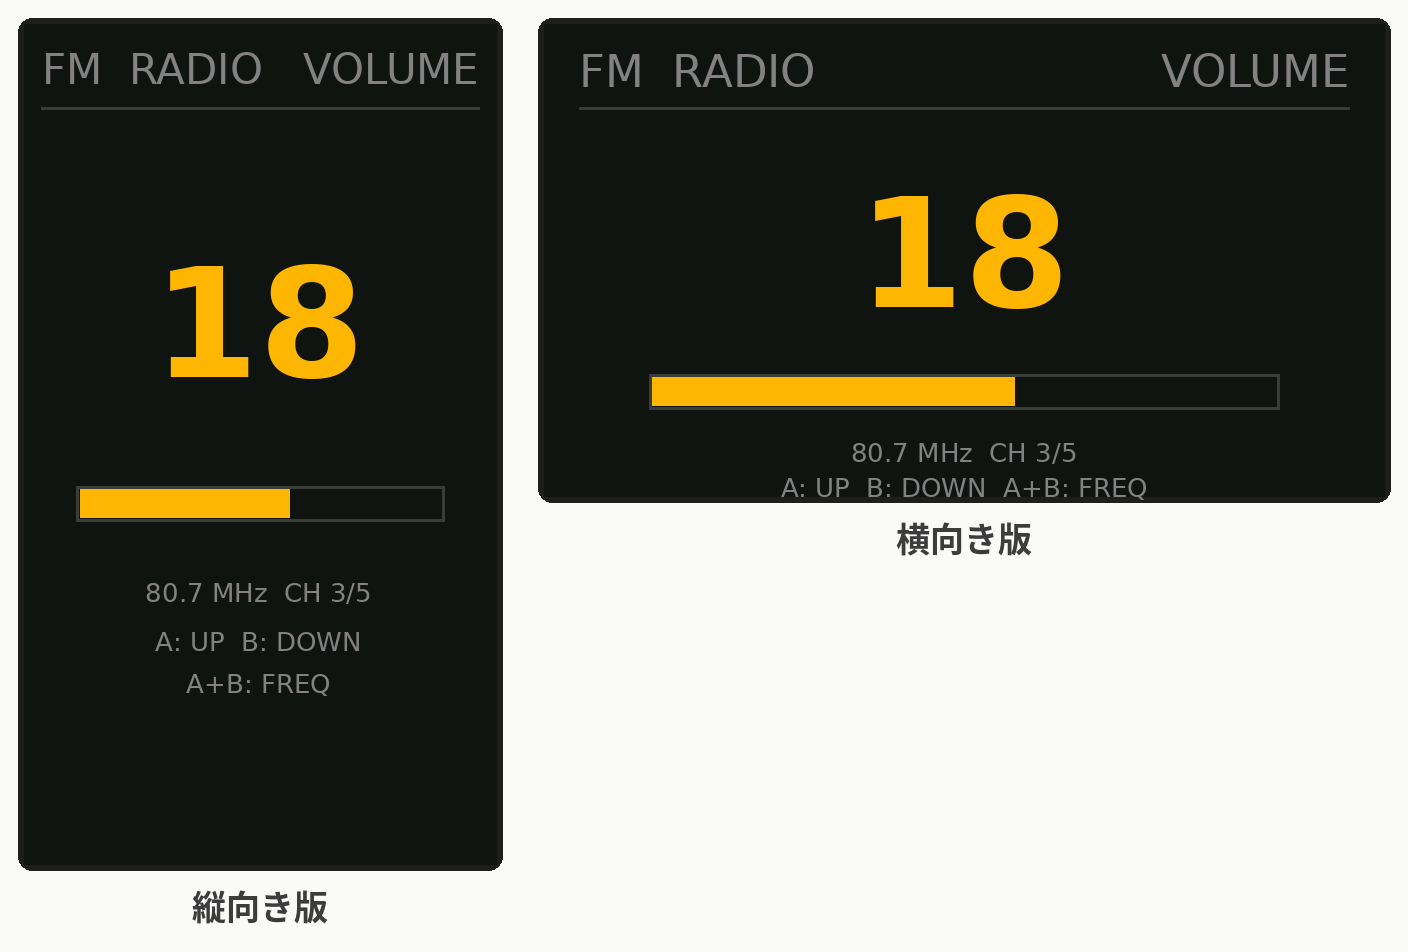 FM RADIO VOLUME
18
80.7 MHz CH 3/5
A: UP B: DOWN
A+B: FREQ
縦向き版
FM RADIO VOLUME
18
80.7 MHz CH 3/5
A: UP B: DOWN A+B: FREQ
横向き版